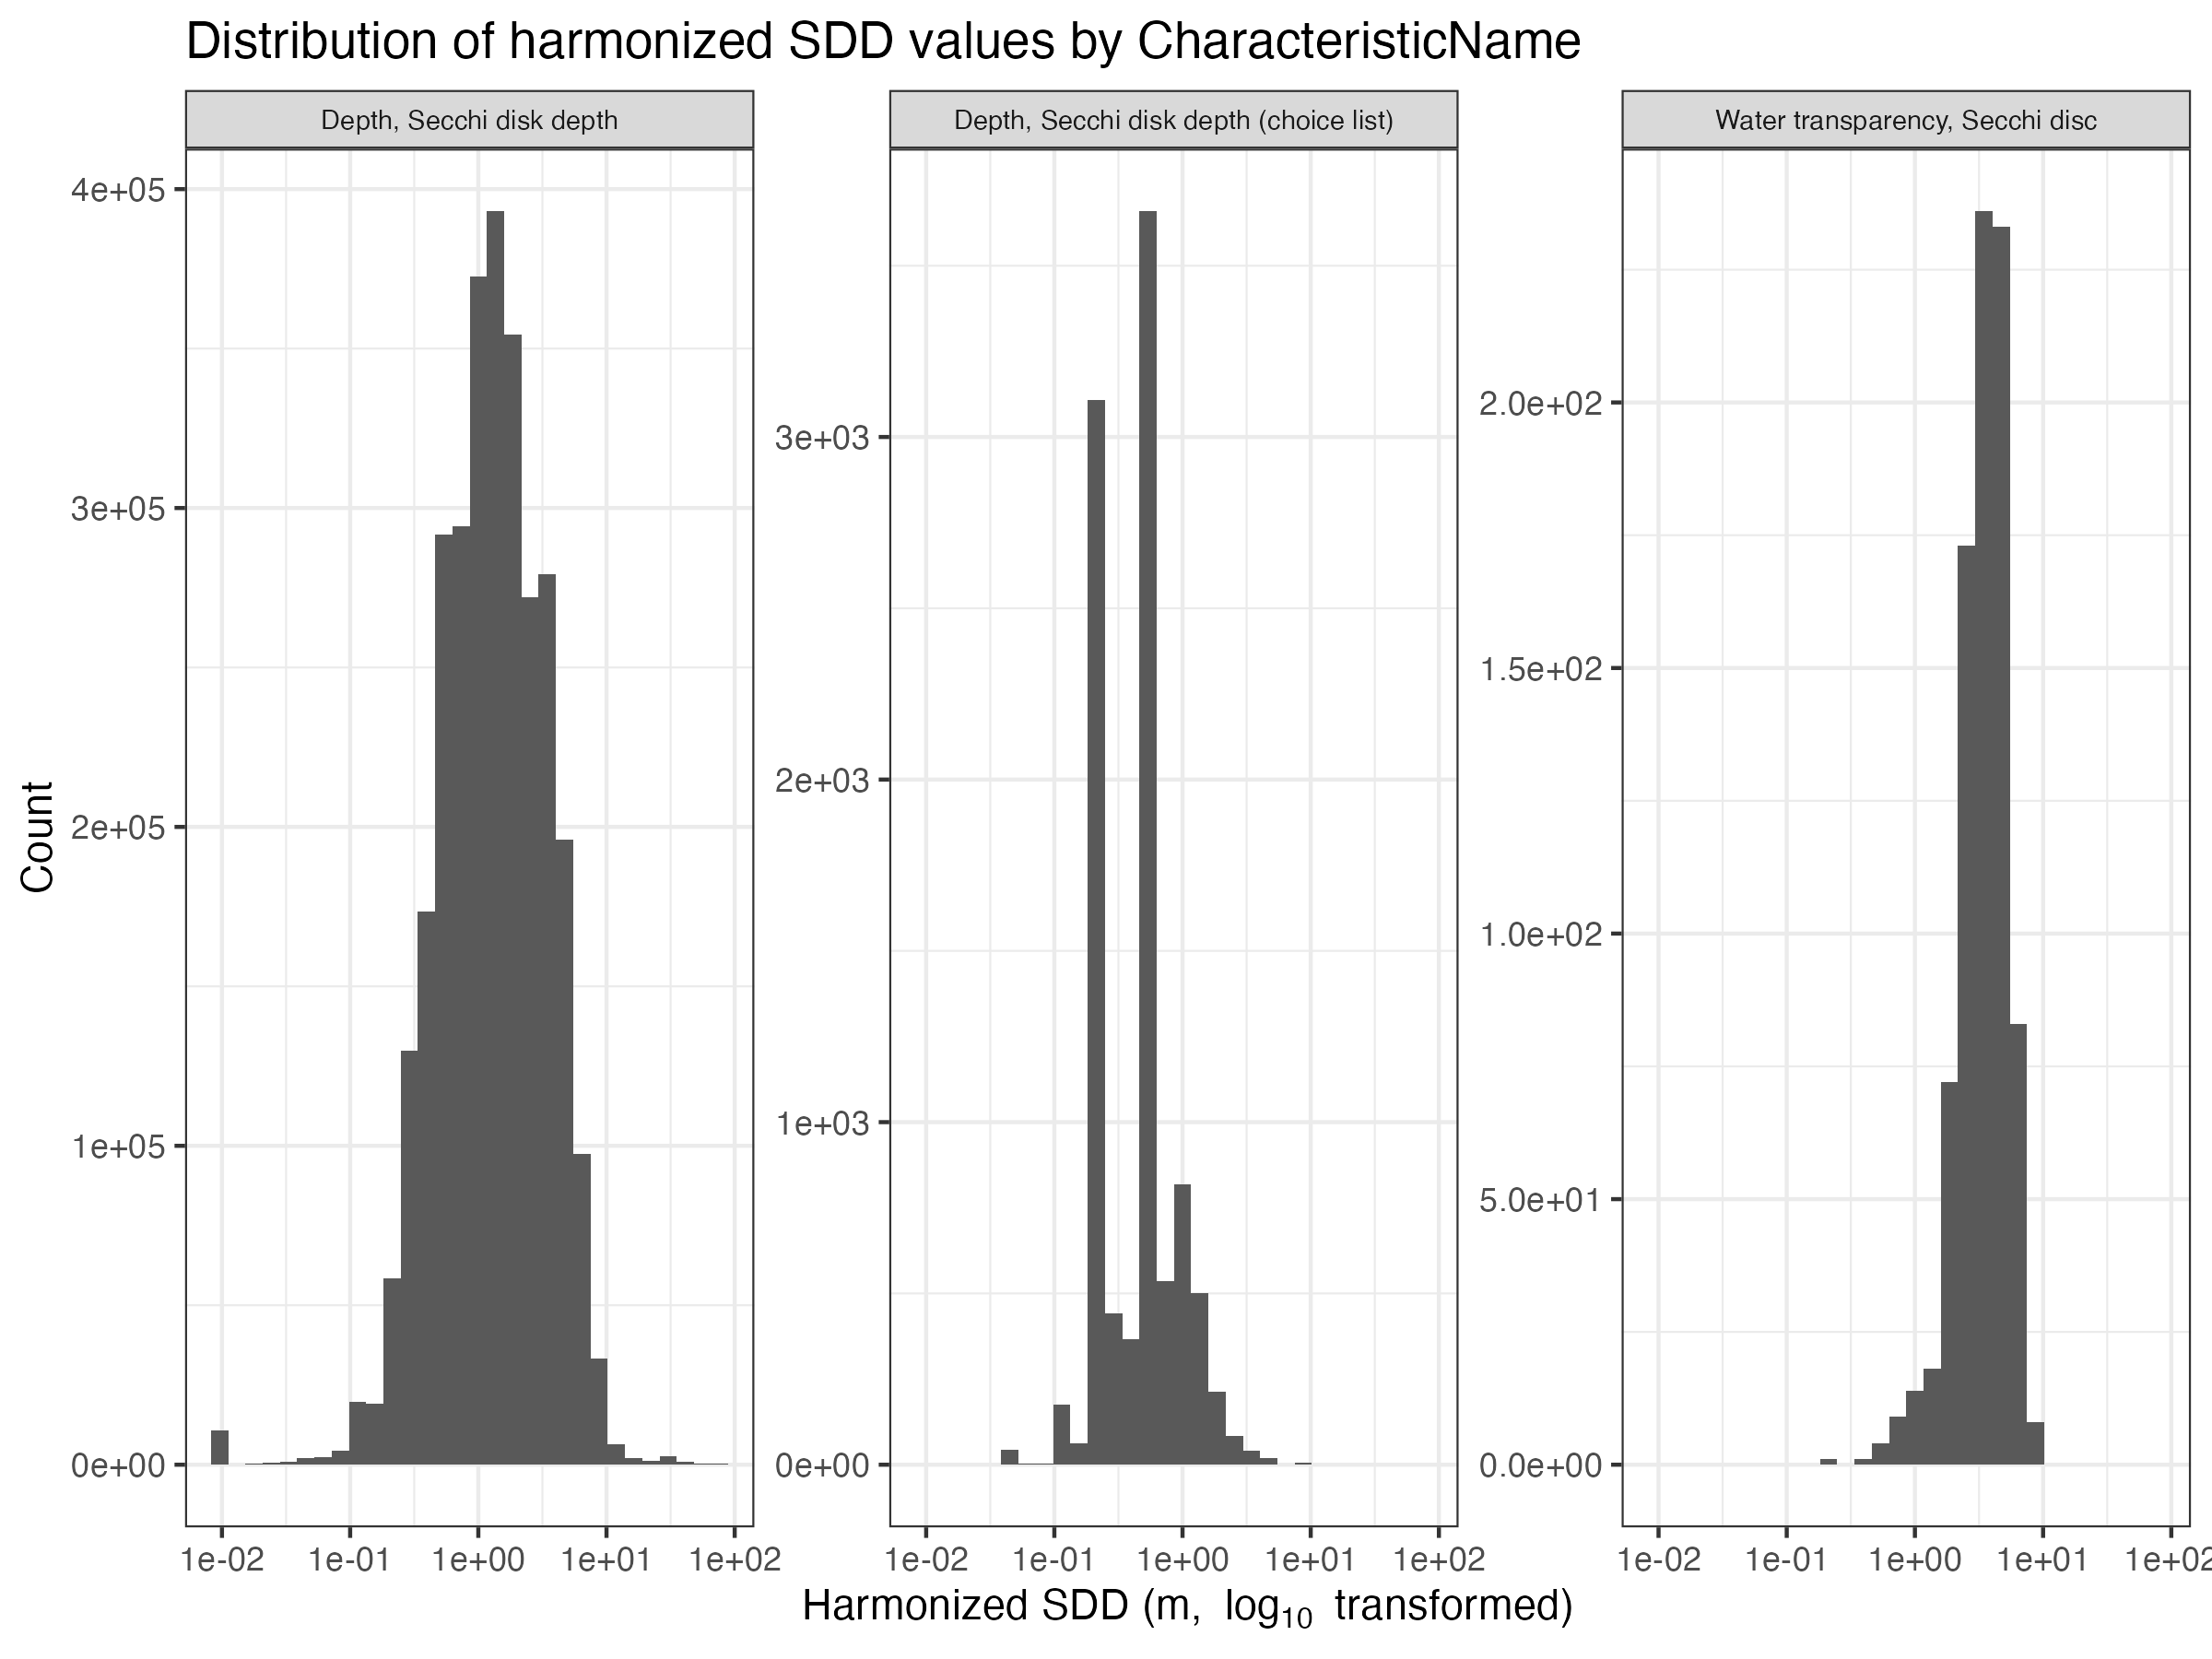 Distribution of harmonized SDD values by CharacteristicName
Depth, Secchi disk depth
Depth, Secchi disk depth (choice list)
Water transparency, Secchi disc
Count
4e+05
3e+05
2e+05
1e+05
0e+00
3e+03
2e+03
1e+03
0e+00
2.0e+02
1.5e+02
1.0e+02
5.0e+01
0.0e+00
1e-02 1e-01 1e+00 1e+01 1e+02
1e-02 1e-01 1e+00 1e+01 1e+02
1e-02 1e-01 1e+00 1e+01 1e+02
Harmonized SDD (m, log₁₀ transformed)